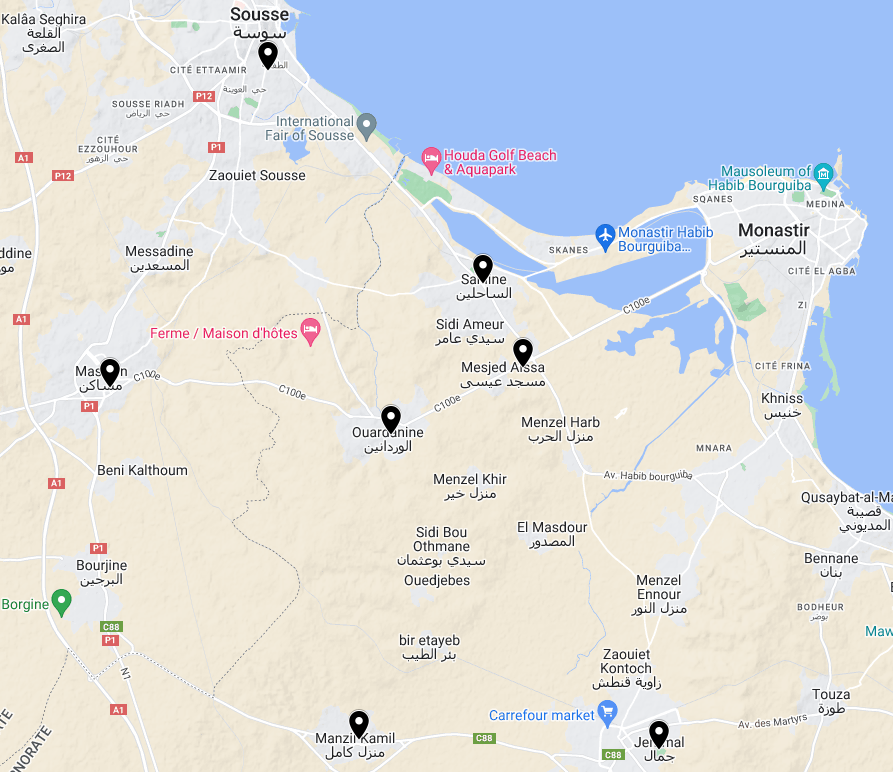 Sousse
سوسة
Kalâa Seghira
القلعة
الصغرى
CITÉ ETTAAMIR
حي العوينة
P12
SOUSSE RIADH
حي الرياض
International
Fair of Sousse
CITÉ
EZZOUHOUR
حي الزهور
P1
A1
P12
Zaouiet Sousse
Houda Golf Beach
& Aquapark
Mausoleum of
Habib Bourguiba
SQANES
MEDINA
Monastir
المنستير
Monastir Habib
Bourguiba...
SKANES
CITÉ EL AGBA
Messadine
المسعدين
ddine
الساحلين
C100e
ZI
A1
Ferme / Maison d'hôtes
Sidi Ameur
سيدي عامر
CITÉ FRINA
Mesjed Aissa
مسجد عيسى
مساكن
C100e
C100e
C100e
P1
Khniss
خنيس
Ouardanine
الوردانين
Menzel Harb
منزل الحرب
MNARA
Beni Kalthoum
A1
Menzel Khir
منزل خير
Av. Habib bourguiba
Qusaybat al-Ma
قصيبة
المديوني
Sidi Bou
Othmane
سيدي بوعثمان
El Masdour
المصدور
P1
Bourjine
البرجين
Ouedjebes
Menzel
Ennour
منزل النور
Bennane
بنان
Borgine
BODHEUR
بوضر
C88
P1
bir etayeb
بئر الطيب
Maw
Zaouiet
Kontoch
زاوية قنطش
N1
Touza
طوزة
A1
Carrefour market
Av. des Martyrs
Manzil Kamil
منزل كامل
C88
C88
جمال
NORATE